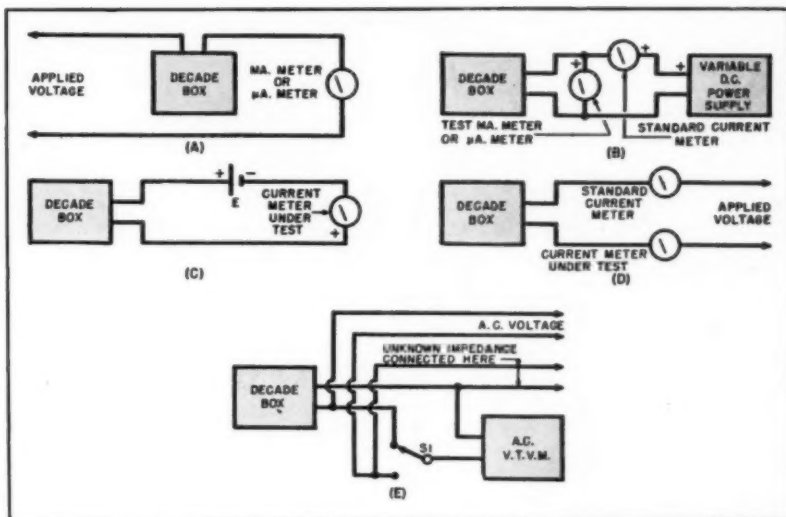 APPLIED
VOLTAGE
DECADE
BOX
MA. METER
OR
μA. METER
(A)
DECADE
BOX
+
+
+
+
VARIABLE
D.C.
POWER
SUPPLY
TEST MA. METER
OR μA. METER
STANDARD CURRENT
METER
(B)
DECADE
BOX
+
-
E
CURRENT
METER
UNDER
TEST
+
(C)
DECADE
BOX
STANDARD
CURRENT
METER
APPLIED
VOLTAGE
CURRENT METER
UNDER TEST
(D)
A.C. VOLTAGE
UNKNOWN IMPEDANCE
CONNECTED HERE
DECADE
BOX
S1
A.C.
V.T.V.M.
(E)